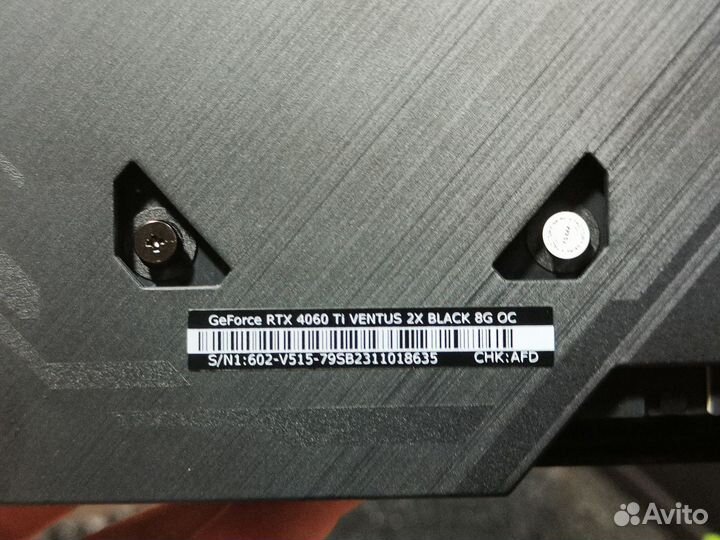 GeForce RTX 4060 Ti VENTUS 2X BLACK 8G OC
S/N1:602-V515-79SB2311018635 CHK:AFD
Avito